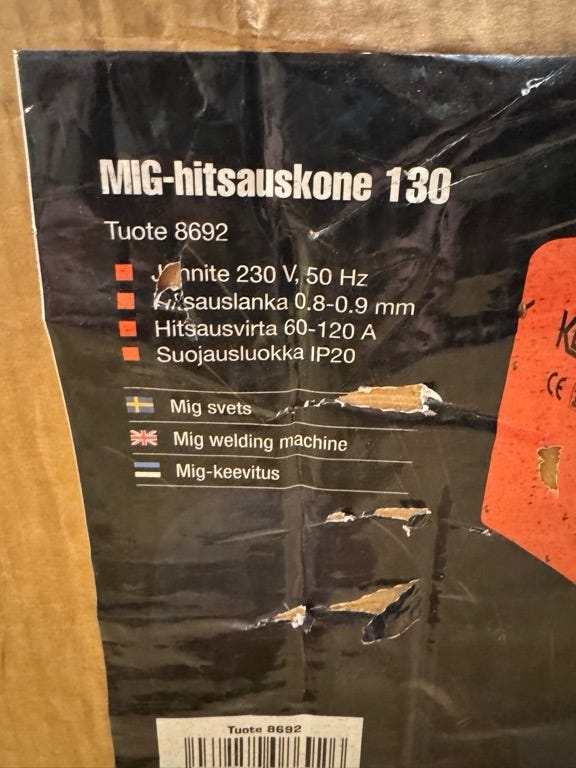 MIG-hitsauskone 130
Tuote 8692
230 V, 50 Hz
0.8-0.9 mm
Hitsausvirta 60-120 A
Suojausluokka IP20
Mig svets
Mig welding machine
Mig-keevitus
CE
Tuote 8692